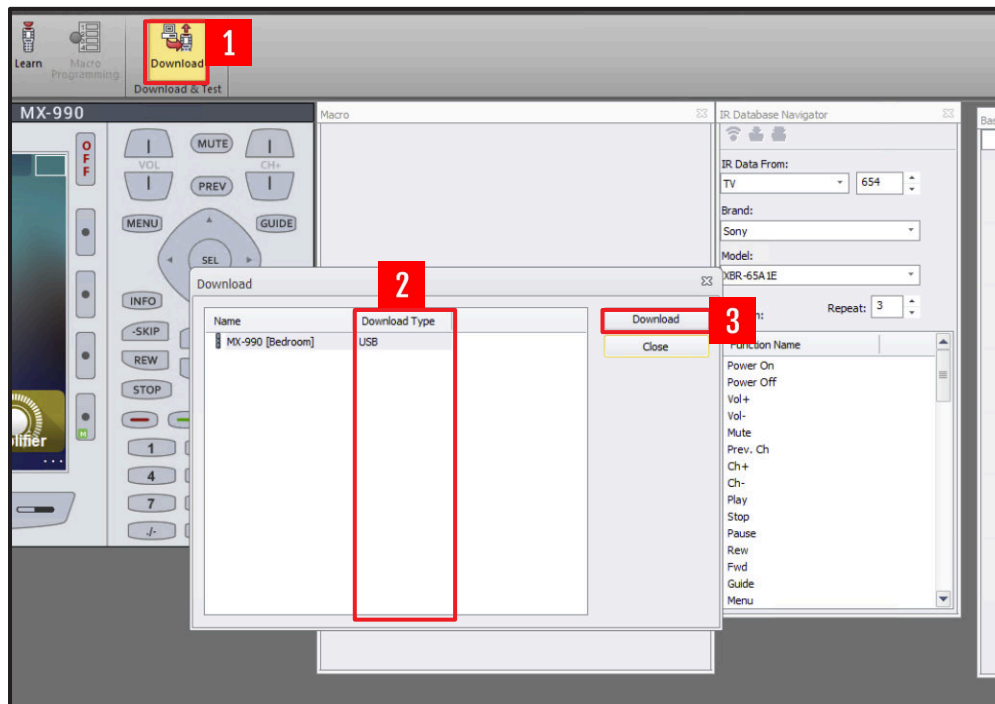 Learn
Macro
Programming
Download
Download & Test
1
MX-990
OFF
VOL
MUTE
CH+
PREV
MENU
GUIDE
SEL
INFO
-SKIP
REW
STOP
1
4
7
./-
lifier
...
M
Macro
IR Database Navigator
IR Data From:
TV
654
Brand:
Sony
Model:
XBR-65A1E
Repeat: 3
Function Name
Power On
Power Off
Vol+
Vol-
Mute
Prev. Ch
Ch+
Ch-
Play
Stop
Pause
Rew
Fwd
Guide
Menu
Bas
Download
2
Name
Download Type
MX-990 [Bedroom]
USB
Download
3
Close